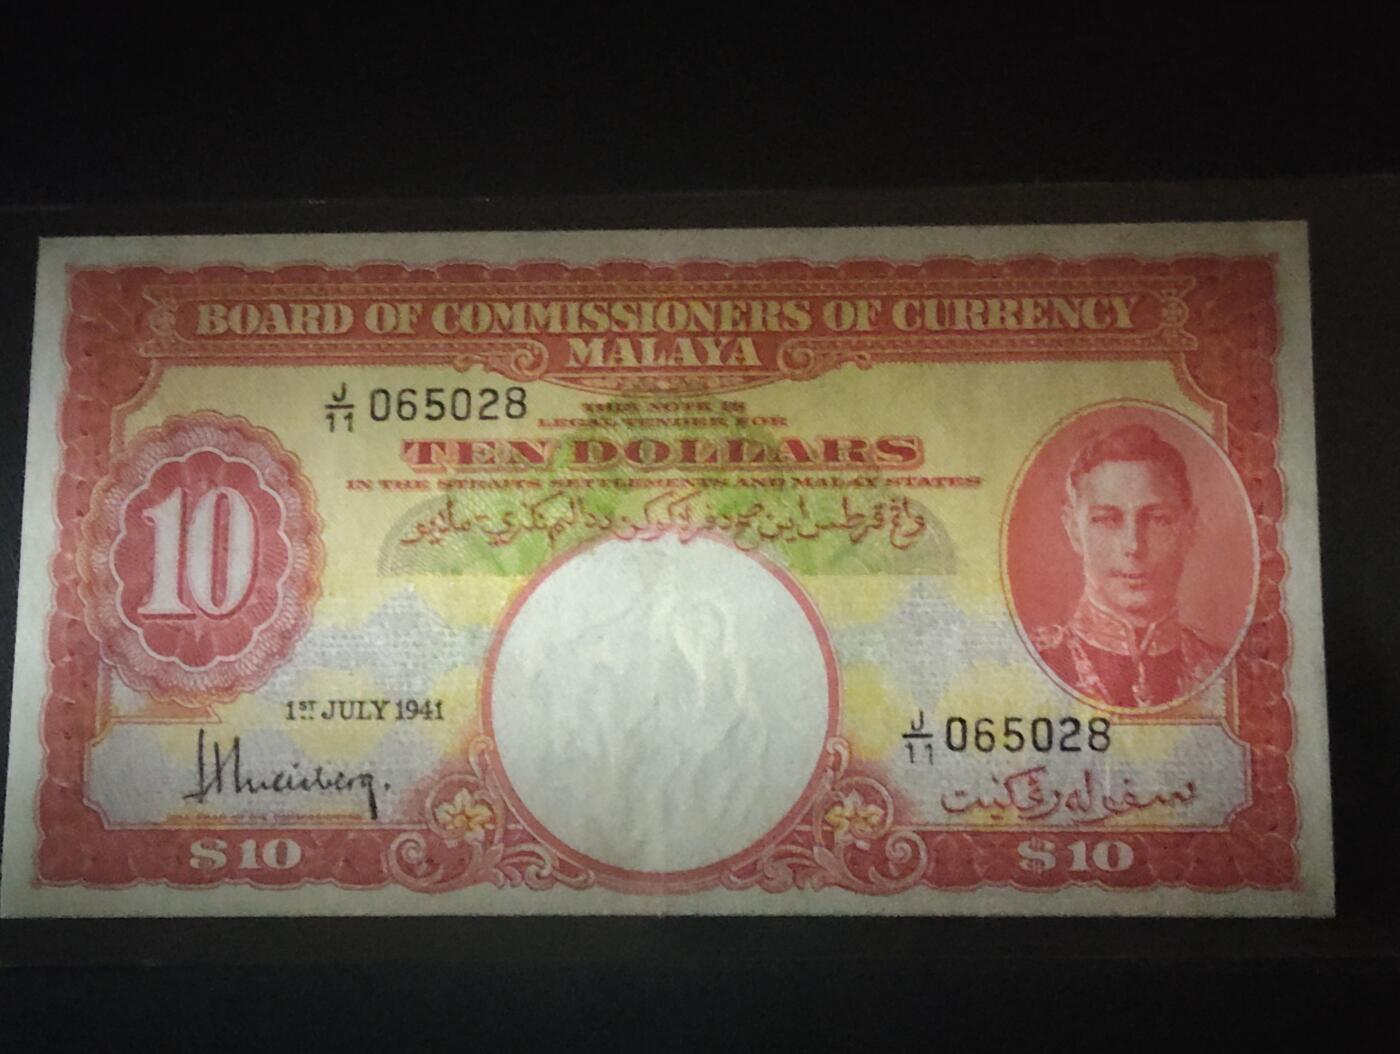 BOARD OF COMMISSIONERS OF CURRENCY
MALAYA
J/11 065028
THIS NOTE IS
LEGAL TENDER FOR
TEN DOLLARS
IN THE STRAITS SETTLEMENTS AND MALAY STATES
10
1ST JULY 1941
J/11 065028
$10
$10